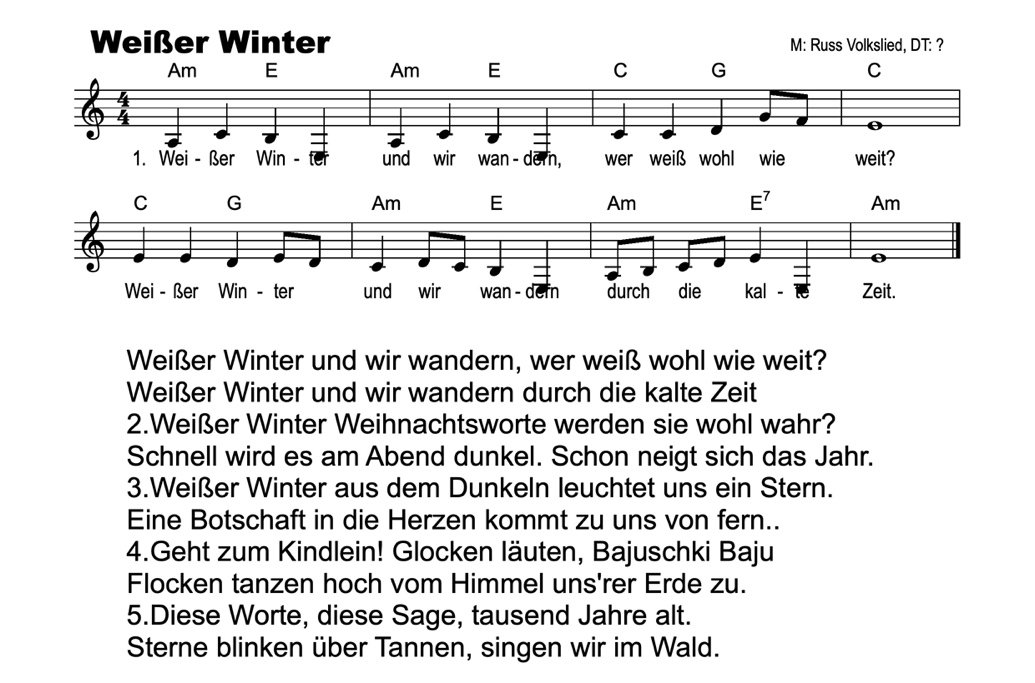 Weißer Winter
M: Russ Volkslied, DT: ?
Am E Am E C G C
4
4
1. Wei - ßer Win - ter und wir wan - dern, wer weiß wohl wie weit?
C G Am E Am E7 Am
Wei - ßer Win - ter und wir wan - dern durch die kal - te Zeit.
Weißer Winter und wir wandern, wer weiß wohl wie weit?
Weißer Winter und wir wandern durch die kalte Zeit
2.Weißer Winter Weihnachtsworte werden sie wohl wahr?
Schnell wird es am Abend dunkel. Schon neigt sich das Jahr.
3.Weißer Winter aus dem Dunkeln leuchtet uns ein Stern.
Eine Botschaft in die Herzen kommt zu uns von fern..
4.Geht zum Kindlein! Glocken läuten, Bajuschki Baju
Flocken tanzen hoch vom Himmel uns'rer Erde zu.
5.Diese Worte, diese Sage, tausend Jahre alt.
Sterne blinken über Tannen, singen wir im Wald.